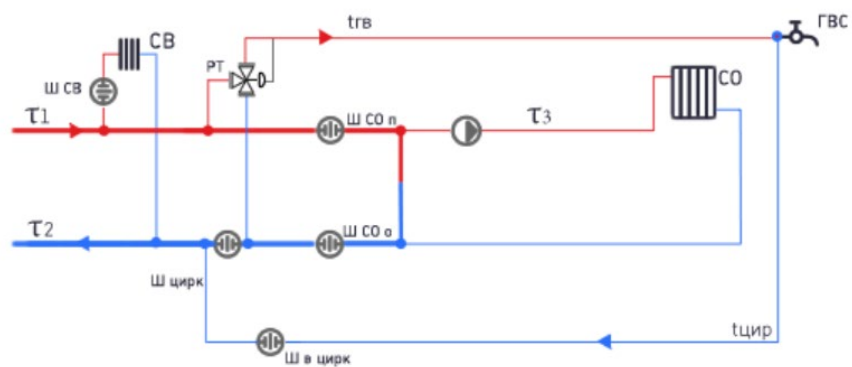 tгв
ГВС
СВ
РТ
Ш СВ
СО
τ1
Ш СО п
τ3
τ2
Ш СО о
Ш цирк
tцир
Ш в цирк